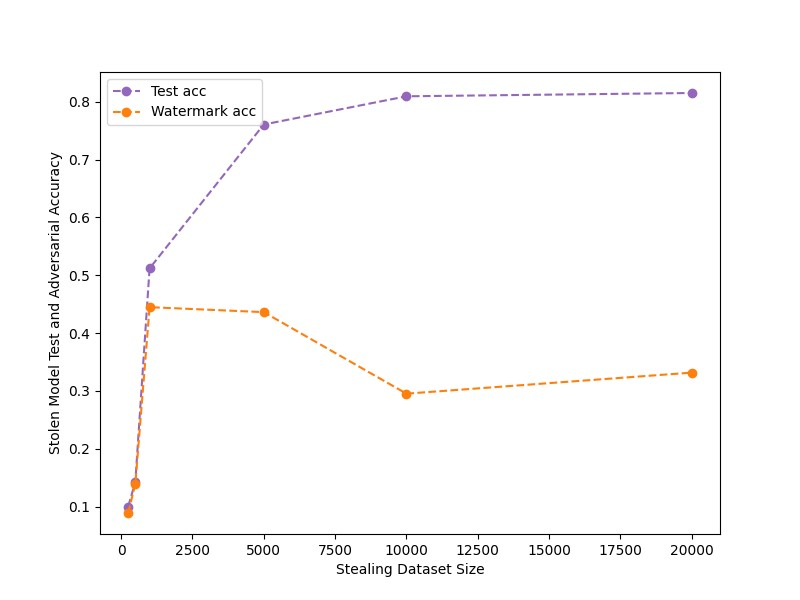 Test acc
Watermark acc
Stolen Model Test and Adversarial Accuracy
0.8
0.7
0.6
0.5
0.4
0.3
0.2
0.1
0 2500 5000 7500 10000 12500 15000 17500 20000
Stealing Dataset Size